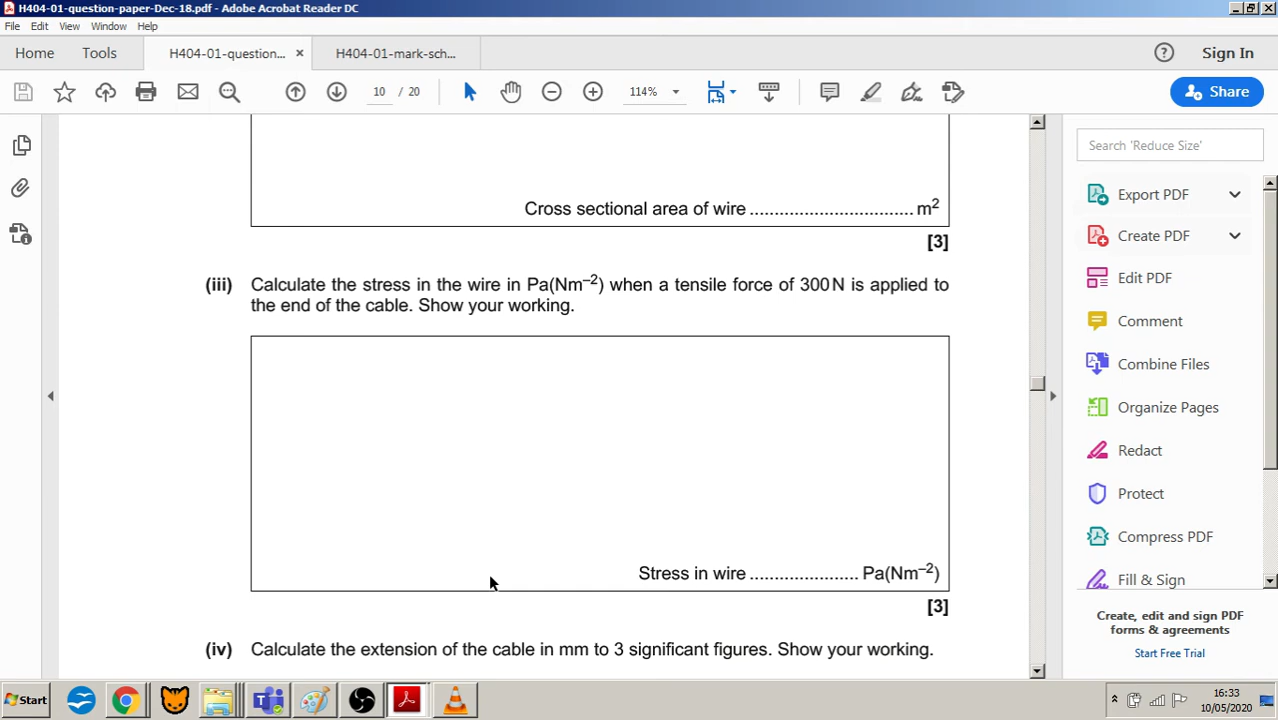 H404-01-question-paper-Dec-18.pdf - Adobe Acrobat Reader DC
File Edit View Window Help
Home Tools H404-01-question... × H404-01-mark-sch... Sign In
10 / 20 114% Share
Search 'Reduce Size'
Export PDF
Create PDF
Edit PDF
Comment
Combine Files
Organize Pages
Redact
Protect
Compress PDF
Fill & Sign
Create, edit and sign PDF
forms & agreements
Start Free Trial
Cross sectional area of wire ................................. m²
[3]
(iii) Calculate the stress in the wire in Pa(Nm⁻²) when a tensile force of 300 N is applied to
the end of the cable. Show your working.
Stress in wire ...................... Pa(Nm⁻²)
[3]
(iv) Calculate the extension of the cable in mm to 3 significant figures. Show your working.
Start 16:33
10/05/2020